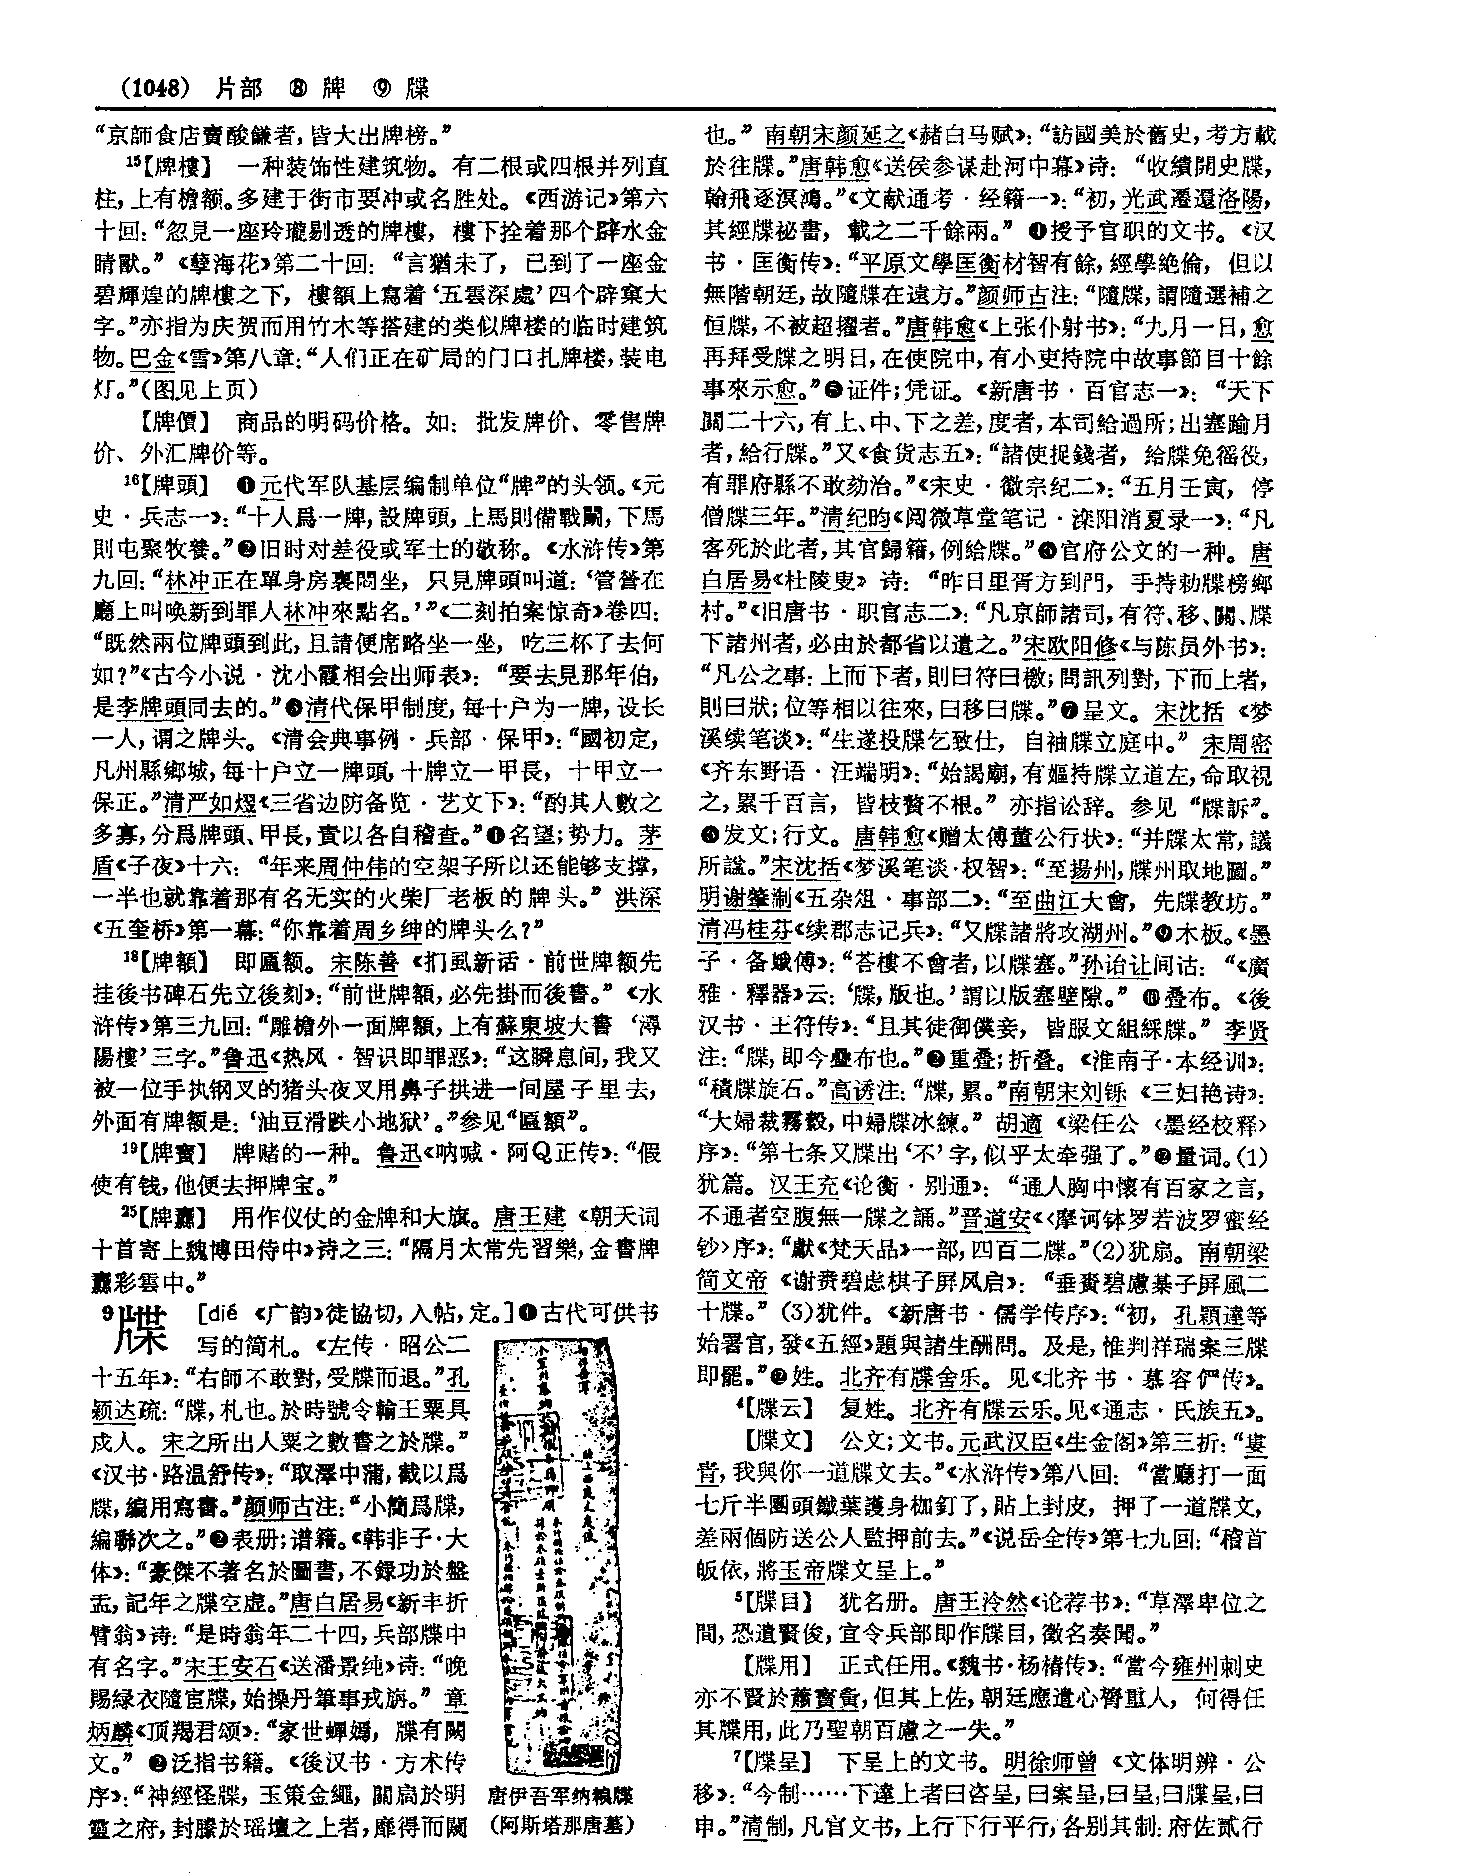 (1048) 片部 ⑧ 牌 ⑨ 牒
“京師食店賣酸䭑者，皆大出牌榜。”
¹⁵【牌樓】 一种装饰性建筑物。有二根或四根并列直
柱，上有檐额。多建于街市要冲或名胜处。《西游记》第六
十回：“忽見一座玲瓏剔透的牌樓，樓下拴着那个辟水金
睛獸。”《孽海花》第二十回：“言猶未了，已到了一座金
碧輝煌的牌樓之下，樓額上寫着‘五雲深處’四个辟窠大
字。”亦指为庆贺而用竹木等搭建的类似牌楼的临时建筑
物。巴金《雪》第八章：“人们正在矿局的门口扎牌楼，装电
灯。”（图见上页）
【牌價】 商品的明码价格。如：批发牌价、零售牌
价、外汇牌价等。
¹⁶【牌頭】 ❶元代军队基层编制单位“牌”的头领。《元
史·兵志一》：“十人爲一牌，設牌頭，上馬則備戰鬭，下馬
則屯聚牧養。”❷旧时对差役或军士的敬称。《水浒传》第
九回：“林冲正在單身房裏悶坐，只見牌頭叫道：‘管營在
廳上叫唤新到罪人林冲來點名。’”《二刻拍案惊奇》卷四：
“既然兩位牌頭到此，且請便席略坐一坐，吃三杯了去何
如？”《古今小说·沈小霞相会出师表》：“要去見那年伯，
是李牌頭同去的。”❸清代保甲制度，每十户为一牌，设长
一人，谓之牌头。《清会典事例·兵部·保甲》：“國初定，
凡州縣鄉城，每十户立一牌頭，十牌立一甲長，十甲立一
保正。”清严如煜《三省边防备览·艺文下》：“酌其人數之
多寡，分爲牌頭、甲長，責以各自稽查。”❹名望；势力。茅
盾《子夜》十六：“年来周仲伟的空架子所以还能够支撑，
一半也就靠着那有名无实的火柴厂老板的牌头。”洪深
《五奎桥》第一幕：“你靠着周乡绅的牌头么？”
¹⁸【牌額】 即匾额。宋陈善《扪虱新话·前世牌额先
挂後书碑石先立後刻》：“前世牌額，必先掛而後書。”《水
浒传》第三九回：“雕檐外一面牌額，上有蘇東坡大書‘潯
陽樓’三字。”鲁迅《热风·智识即罪恶》：“这瞬息间，我又
被一位手执钢叉的猪头夜叉用鼻子拱进一间屋子里去，
外面有牌额是：‘油豆滑跌小地狱’。”参见“匾額”。
¹⁹【牌寶】 牌赌的一种。鲁迅《呐喊·阿Q正传》：“假
使有钱，他便去押牌宝。”
²⁵【牌纛】 用作仪仗的金牌和大旗。唐王建《朝天词
十首寄上魏博田侍中》诗之三：“隔月太常先習樂，金書牌
纛彩雲中。”
⁹牒 [dié 《广韵》徒協切，入帖，定。]❶古代可供书
写的简札。《左传·昭公二
十五年》：“右師不敢對，受牒而退。”孔
颖达疏：“牒，札也。於時號令輸王粟具
戍人。宋之所出人粟之數書之於牒。”
《汉书·路温舒传》：“取澤中蒲，截以爲
牒，編用寫書。”颜师古注：“小簡爲牒，
編聯次之。”❷表册；谱籍。《韩非子·大
体》：“豪傑不著名於圖書，不録功於盤
盂，記年之牒空虚。”唐白居易《新丰折
臂翁》诗：“是時翁年二十四，兵部牒中
有名字。”宋王安石《送潘景纯》诗：“晚
賜緑衣隨宦牒，始操丹筆事戎旃。”章
炳麟《顶羯君颂》：“家世蟬嫣，牒有闕
文。”❸泛指书籍。《後汉书·方术传
序》：“神經怪牒，玉策金繩，關扃於明
靈之府，封縢於瑶壇之上者，靡得而闚
唐伊吾军纳粮牒
（阿斯塔那唐墓）
也。”南朝宋颜延之《赭白马赋》：“訪國美於舊史，考方載
於往牒。”唐韩愈《送侯参谋赴河中幕》诗：“收績開史牒，
翰飛逐溟鴻。”《文献通考·经籍一》：“初，光武遷還洛陽，
其經牒祕書，載之二千餘兩。”❹授予官职的文书。《汉
书·匡衡传》：“平原文學匡衡材智有餘，經學絶倫，但以
無階朝廷，故隨牒在遠方。”颜师古注：“隨牒，謂隨選補之
恒牒，不被超擢者。”唐韩愈《上张仆射书》：“九月一日，愈
再拜受牒之明日，在使院中，有小吏持院中故事節目十餘
事來示愈。”❺证件；凭证。《新唐书·百官志一》：“天下
關二十六，有上、中、下之差，度者，本司給過所；出塞踰月
者，給行牒。”又《食货志五》：“諸使捉錢者，給牒免徭役，
有罪府縣不敢劾治。”《宋史·徽宗纪二》：“五月壬寅，停
僧牒三年。”清纪昀《阅微草堂笔记·滦阳消夏录一》：“凡
客死於此者，其官歸籍，例給牒。”❻官府公文的一种。唐
白居易《杜陵叟》诗：“昨日里胥方到門，手持勑牒榜鄉
村。”《旧唐书·职官志二》：“凡京師諸司，有符、移、關、牒
下諸州者，必由於都省以遣之。”宋欧阳修《与陈员外书》：
“凡公之事：上而下者，則曰符曰檄；問訊列對，下而上者，
則曰狀；位等相以往來，曰移曰牒。”❼呈文。宋沈括《梦
溪续笔谈》：“生遂投牒乞致仕，自袖牒立庭中。”宋周密
《齐东野语·汪端明》：“始謁廟，有嫗持牒立道左，命取視
之，累千百言，皆枝贅不根。”亦指讼辞。参见“牒訴”。
❽发文；行文。唐韩愈《赠太傅董公行状》：“并牒太常，議
所謚。”宋沈括《梦溪笔谈·权智》：“至揚州，牒州取地圖。”
明谢肇淛《五杂俎·事部二》：“至曲江大會，先牒教坊。”
清冯桂芬《续郡志记兵》：“又牒諸將攻湖州。”❾木板。《墨
子·备蛾傅》：“荅樓不會者，以牒塞。”孙诒让间诂：“《廣
雅·釋器》云：‘牒，版也。’謂以版塞壁隙。”❿叠布。《後
汉书·王符传》：“且其徒御僕妾，皆服文組綵牒。”李贤
注：“牒，即今疊布也。”⓫重叠；折叠。《淮南子·本经训》：
“積牒旋石。”高诱注：“牒，累。”南朝宋刘铄《三妇艳诗》：
“大婦裁霧縠，中婦牒冰練。”胡適《梁任公〈墨经校释〉
序》：“第七条又牒出‘不’字，似乎太牵强了。”⓬量词。(1)
犹篇。汉王充《论衡·别通》：“通人胸中懷有百家之言，
不通者空腹無一牒之誦。”晋道安《〈摩诃钵罗若波罗蜜经
钞〉序》：“獻《梵天品》一部，四百二牒。”(2)犹扇。南朝梁
简文帝《谢赉碧虑棋子屏风启》：“垂賚碧慮棊子屏風二
十牒。”(3)犹件。《新唐书·儒学传序》：“初，孔穎達等
始署官，發《五經》題與諸生酬問。及是，惟判祥瑞案三牒
即罷。”⓭姓。北齐有牒舍乐。见《北齐书·慕容俨传》。
⁴【牒云】 复姓。北齐有牒云乐。见《通志·氏族五》。
【牒文】 公文；文书。元武汉臣《生金阁》第三折：“婁
青，我與你一道牒文去。”《水浒传》第八回：“當廳打一面
七斤半團頭鐵葉護身枷釘了，貼上封皮，押了一道牒文，
差兩個防送公人監押前去。”《说岳全传》第七九回：“稽首
皈依，將玉帝牒文呈上。”
⁵【牒目】 犹名册。唐王泠然《论荐书》：“草澤卑位之
間，恐遺賢俊，宜令兵部即作牒目，徵名奏聞。”
【牒用】 正式任用。《魏书·杨椿传》：“當今雍州刺史
亦不賢於蕭寶夤，但其上佐，朝廷應遣心膂重人，何得任
其牒用，此乃聖朝百慮之一失。”
⁷【牒呈】 下呈上的文书。明徐师曾《文体明辨·公
移》：“今制……下達上者曰咨呈，曰案呈，曰呈，曰牒呈，曰
申。”清制，凡官文书，上行下行平行，各别其制：府佐贰行